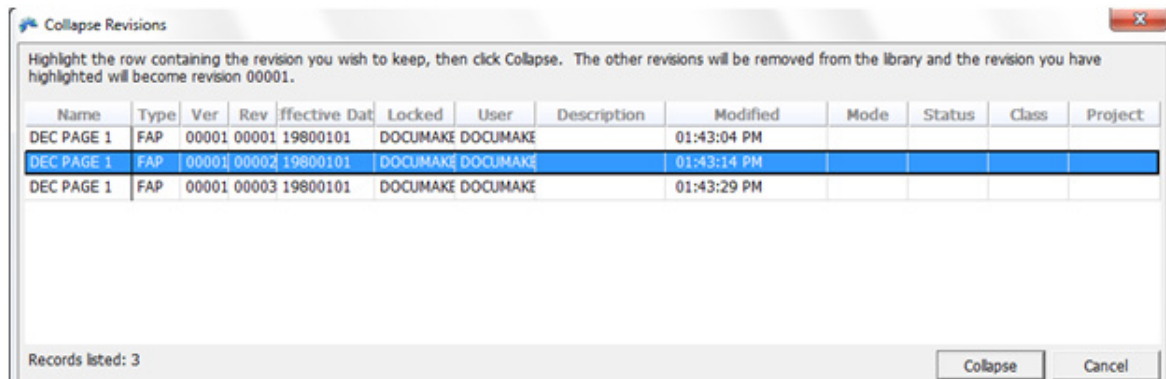 Collapse Revisions
Highlight the row containing the revision you wish to keep, then click Collapse. The other revisions will be removed from the library and the revision you have
highlighted will become revision 00001.
Name Type Ver Rev Effective Dat Locked User Description Modified Mode Status Class Project
DEC PAGE 1 FAP 00001 00001 19800101 DOCUMAKE DOCUMAKE 01:43:04 PM
DEC PAGE 1 FAP 00001 00002 19800101 DOCUMAKE DOCUMAKE 01:43:14 PM
DEC PAGE 1 FAP 00001 00003 19800101 DOCUMAKE DOCUMAKE 01:43:29 PM
Records listed: 3 Collapse Cancel